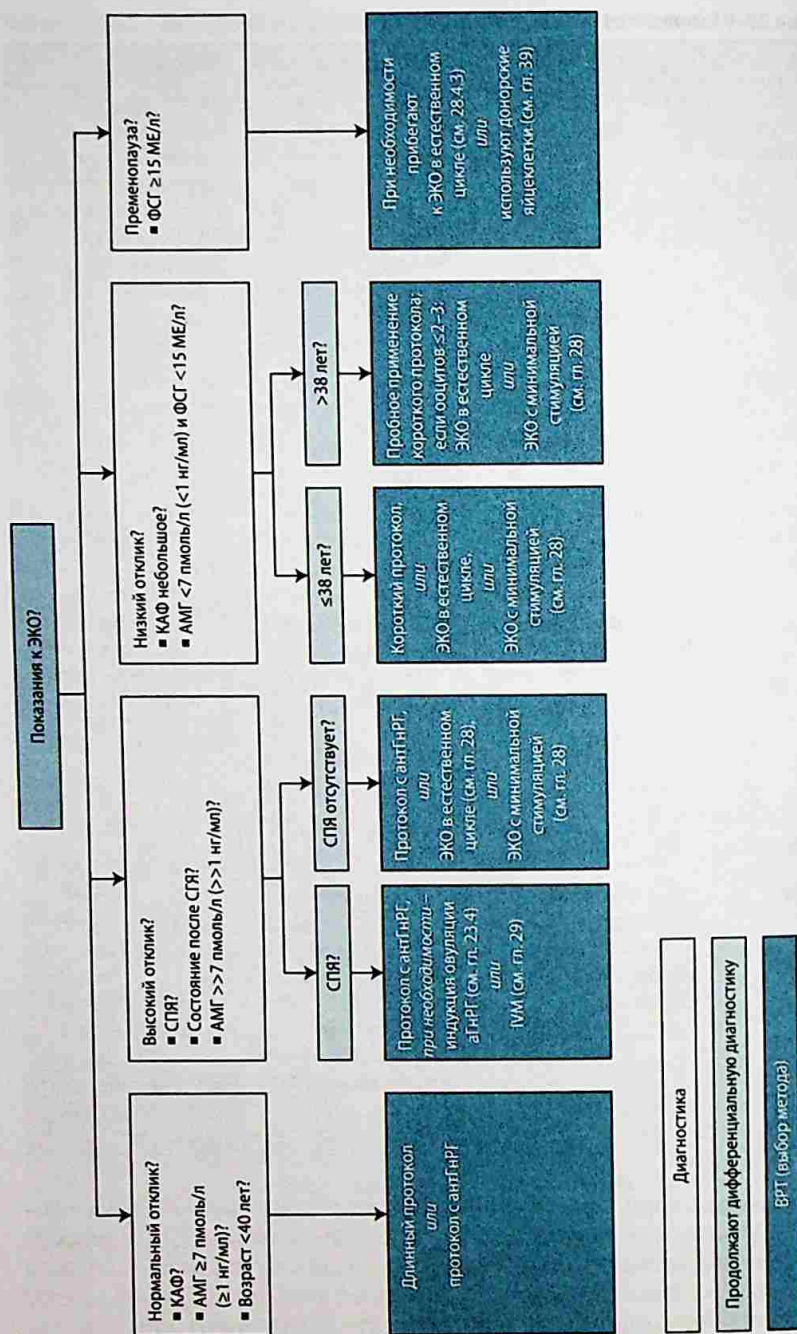 Показания к ЭКО?
Нормальный отклик?
■ КАФ?
■ АМГ ≥7 пмоль/л
(≥1 нг/мл)?
■ Возраст <40 лет?
Длинный протокол
или
протокол с антГнРГ
Высокий отклик?
■ СПЯ?
■ Состояние после СГЯ?
■ АМГ >>7 пмоль/л (>>1 нг/мл)?
СПЯ?
Протокол с антГнРГ,
при необходимости –
индукция овуляции
аГнРГ (см. гл. 23.4)
или
IVM (см. гл. 29)
СПЯ отсутствует?
Протокол с антГнРГ
или
ЭКО в естественном
цикле (см. гл. 28),
или
ЭКО с минимальной
стимуляцией
(см. гл. 28)
Низкий отклик?
■ КАФ небольшое?
■ АМГ <7 пмоль/л (<1 нг/мл) и ФСГ <15 МЕ/л?
≤38 лет?
Короткий протокол,
или
ЭКО в естественном
цикле,
или
ЭКО с минимальной
стимуляцией
(см. гл. 28)
>38 лет?
Пробное применение
короткого протокола;
если ооцитов ≤2–3:
ЭКО в естественном
цикле
или
ЭКО с минимальной
стимуляцией
(см. гл. 28)
Пременопауза?
■ ФСГ ≥15 МЕ/л?
При необходимости
прибегают
к ЭКО в естественном
цикле (см. 28.4.3)
или
используют донорские
яйцеклетки (см. гл. 39)
Диагностика
Продолжают дифференциальную диагностику
ВРТ (выбор метода)